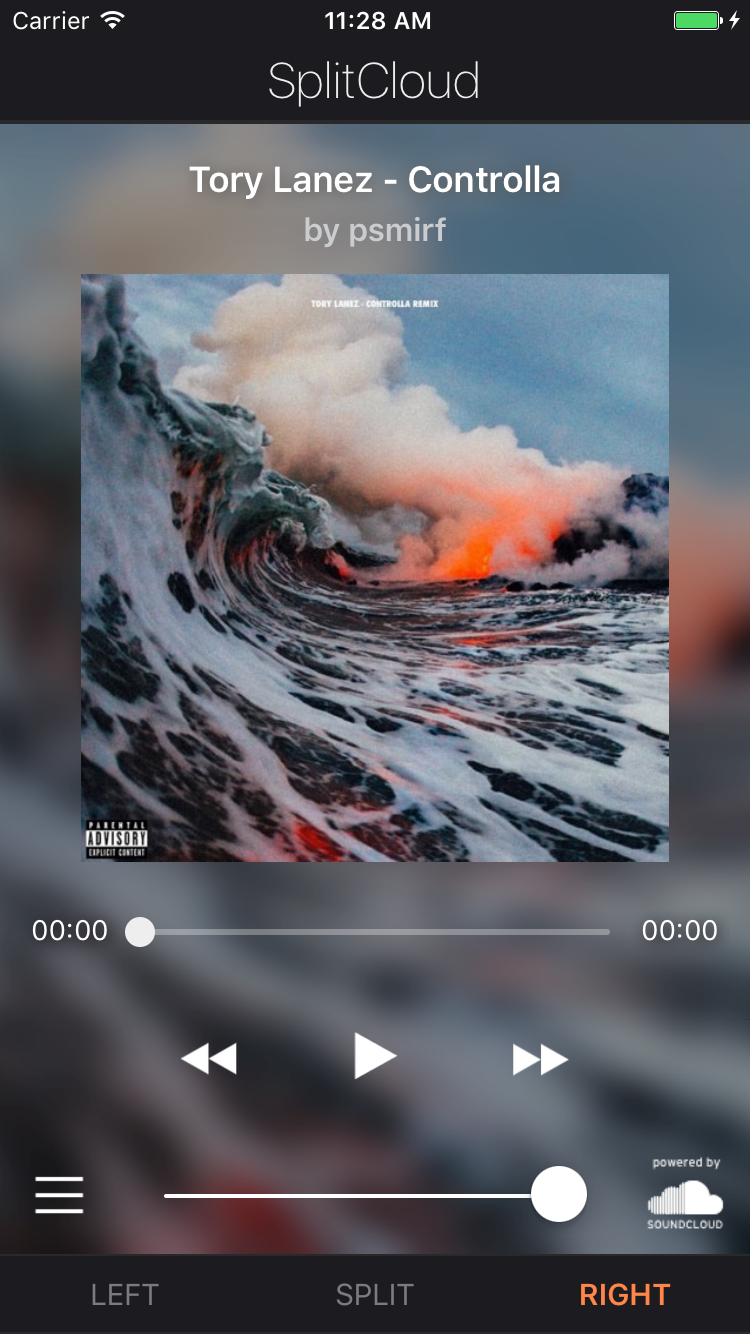 Carrier 11:28 AM
SplitCloud
Tory Lanez - Controlla
by psmirf
TORY LANEZ - CONTROLLA REMIX
PARENTAL
ADVISORY
EXPLICIT CONTENT
00:00 00:00
powered by
SOUNDCLOUD
LEFT SPLIT RIGHT